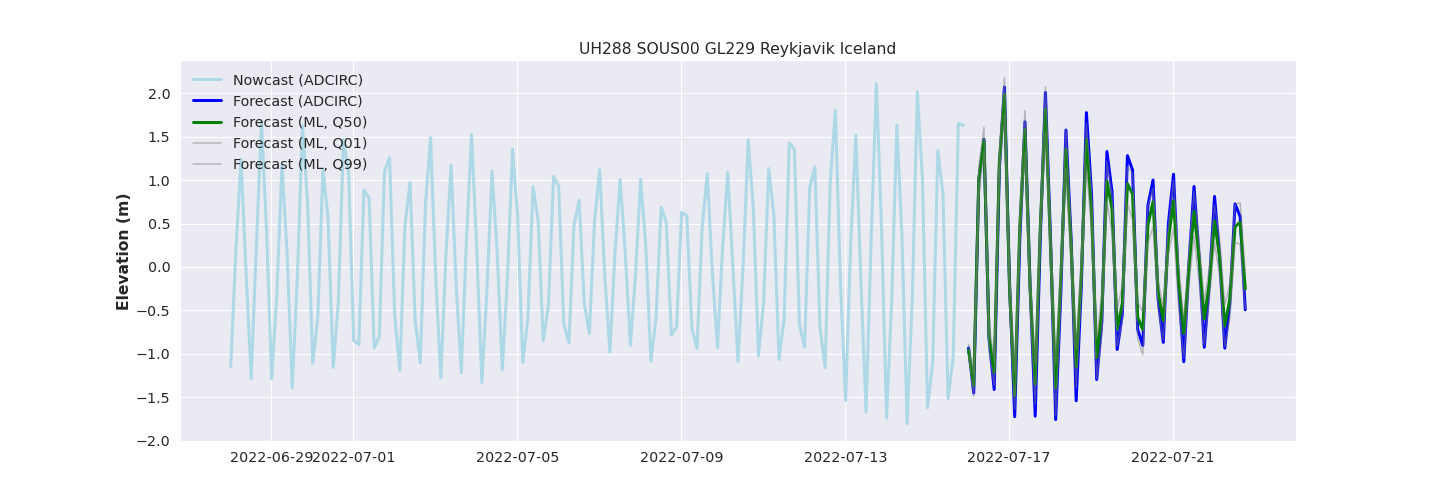 UH288 SOUS00 GL229 Reykjavik Iceland
Nowcast (ADCIRC)
Forecast (ADCIRC)
Forecast (ML, Q50)
Forecast (ML, Q01)
Forecast (ML, Q99)
Elevation (m)
2.0
1.5
1.0
0.5
0.0
−0.5
−1.0
−1.5
−2.0
2022-06-29 2022-07-01 2022-07-05 2022-07-09 2022-07-13 2022-07-17 2022-07-21